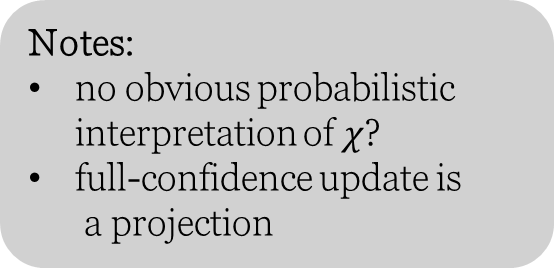 Notes:
• no obvious probabilistic
interpretation of χ?
• full-confidence update is
a projection